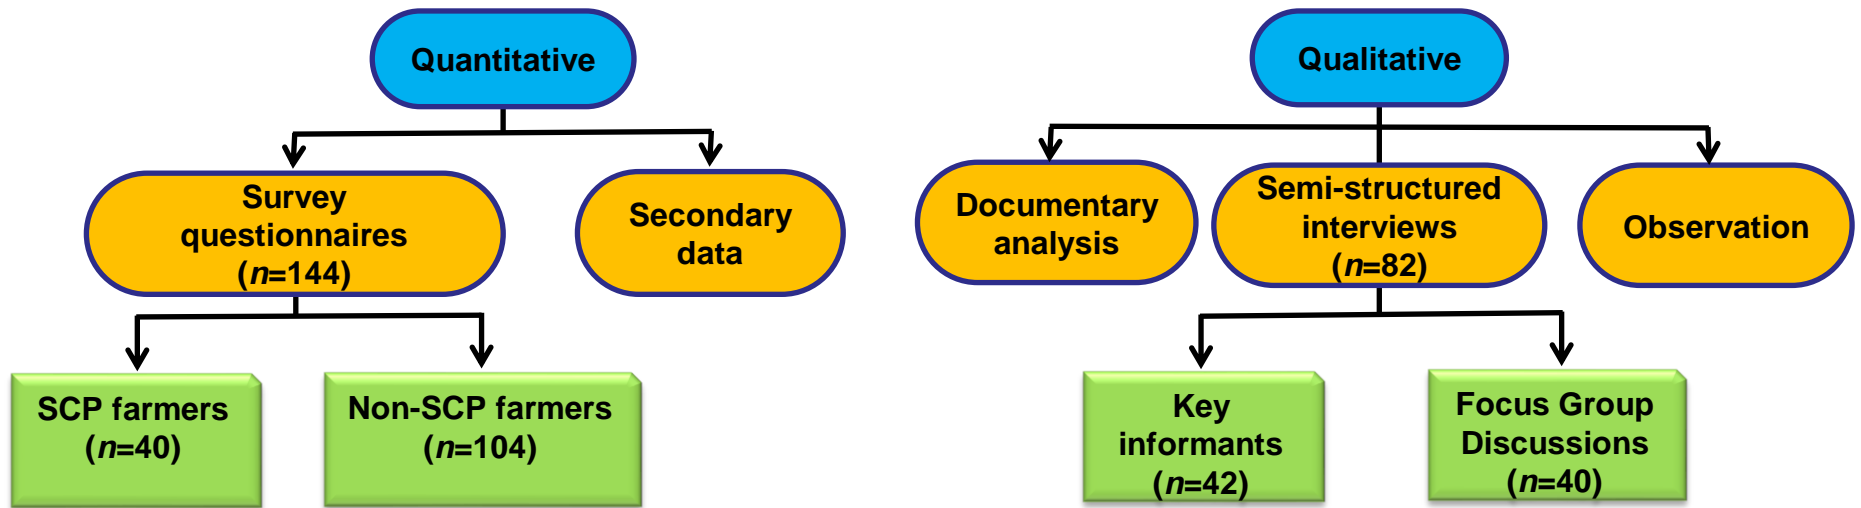 Quantitative
Survey
questionnaires
(n=144)
Secondary
data
SCP farmers
(n=40)
Non-SCP farmers
(n=104)
Qualitative
Documentary
analysis
Semi-structured
interviews
(n=82)
Observation
Key
informants
(n=42)
Focus Group
Discussions
(n=40)